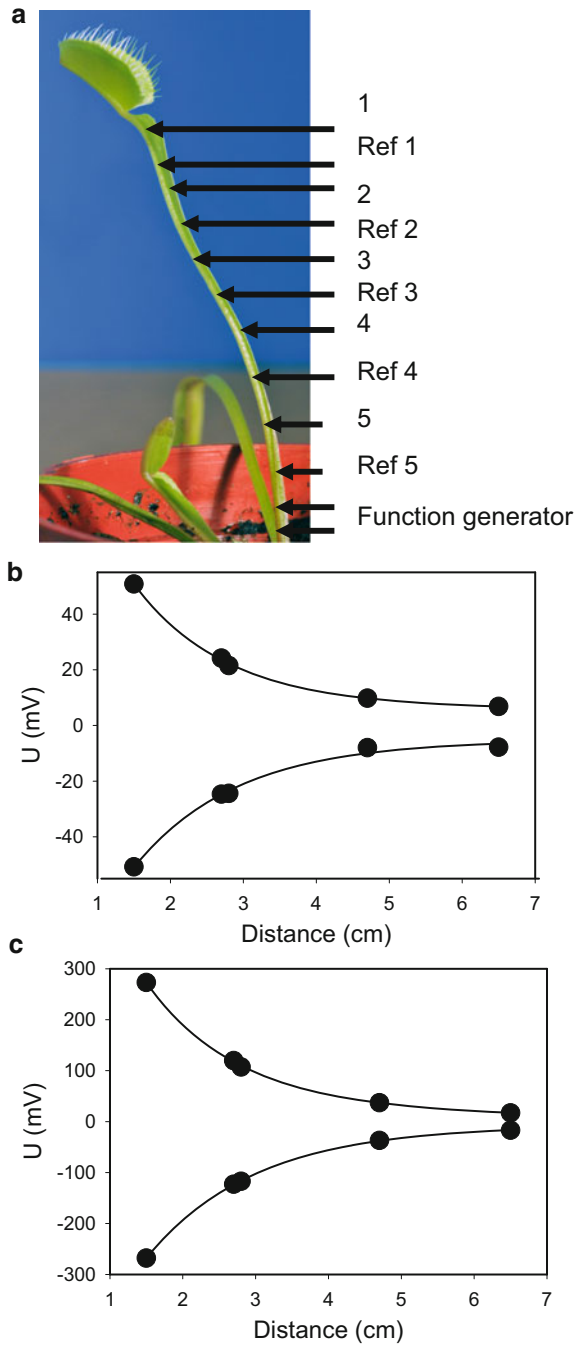 a
1
Ref 1
2
Ref 2
3
Ref 3
4
Ref 4
5
Ref 5
Function generator
b
40
20
0
-20
-40
U (mV)
1 2 3 4 5 6 7
Distance (cm)
c
300
200
100
0
-100
-200
-300
U (mV)
1 2 3 4 5 6 7
Distance (cm)